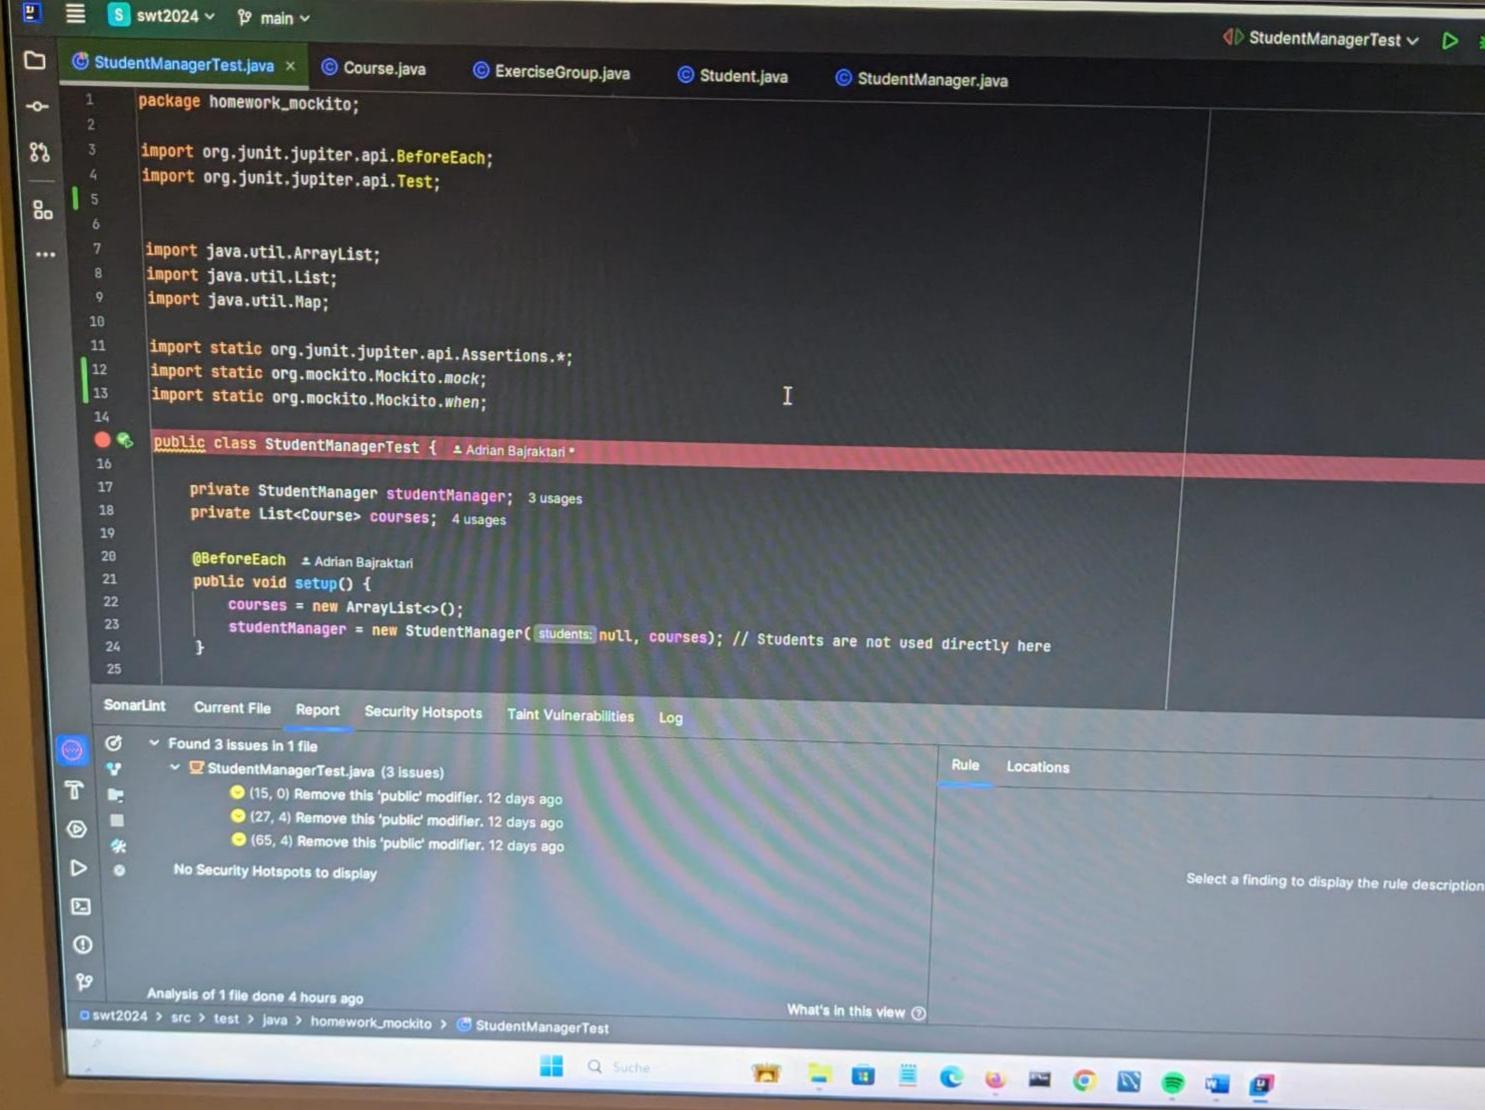 swt2024 main StudentManagerTest
StudentManagerTest.java × Course.java ExerciseGroup.java Student.java StudentManager.java
1 package homework_mockito;
2
3 import org.junit.jupiter.api.BeforeEach;
4 import org.junit.jupiter.api.Test;
5
6
7 import java.util.ArrayList;
8 import java.util.List;
9 import java.util.Map;
10
11 import static org.junit.jupiter.api.Assertions.*;
12 import static org.mockito.Mockito.mock;
13 import static org.mockito.Mockito.when;
14
public class StudentManagerTest { Adrian Bajraktari *
16
17 private StudentManager studentManager; 3 usages
18 private List<Course> courses; 4 usages
19
20 @BeforeEach Adrian Bajraktari
21 public void setup() {
22 courses = new ArrayList<>();
23 studentManager = new StudentManager( students: null, courses); // Students are not used directly here
24 }
25
SonarLint Current File Report Security Hotspots Taint Vulnerabilities Log
Found 3 issues in 1 file
StudentManagerTest.java (3 issues)
(15, 0) Remove this 'public' modifier. 12 days ago
(27, 4) Remove this 'public' modifier. 12 days ago
(65, 4) Remove this 'public' modifier. 12 days ago
No Security Hotspots to display
Rule Locations
Select a finding to display the rule description
Analysis of 1 file done 4 hours ago
What's in this view
swt2024 > src > test > java > homework_mockito > StudentManagerTest
Suche